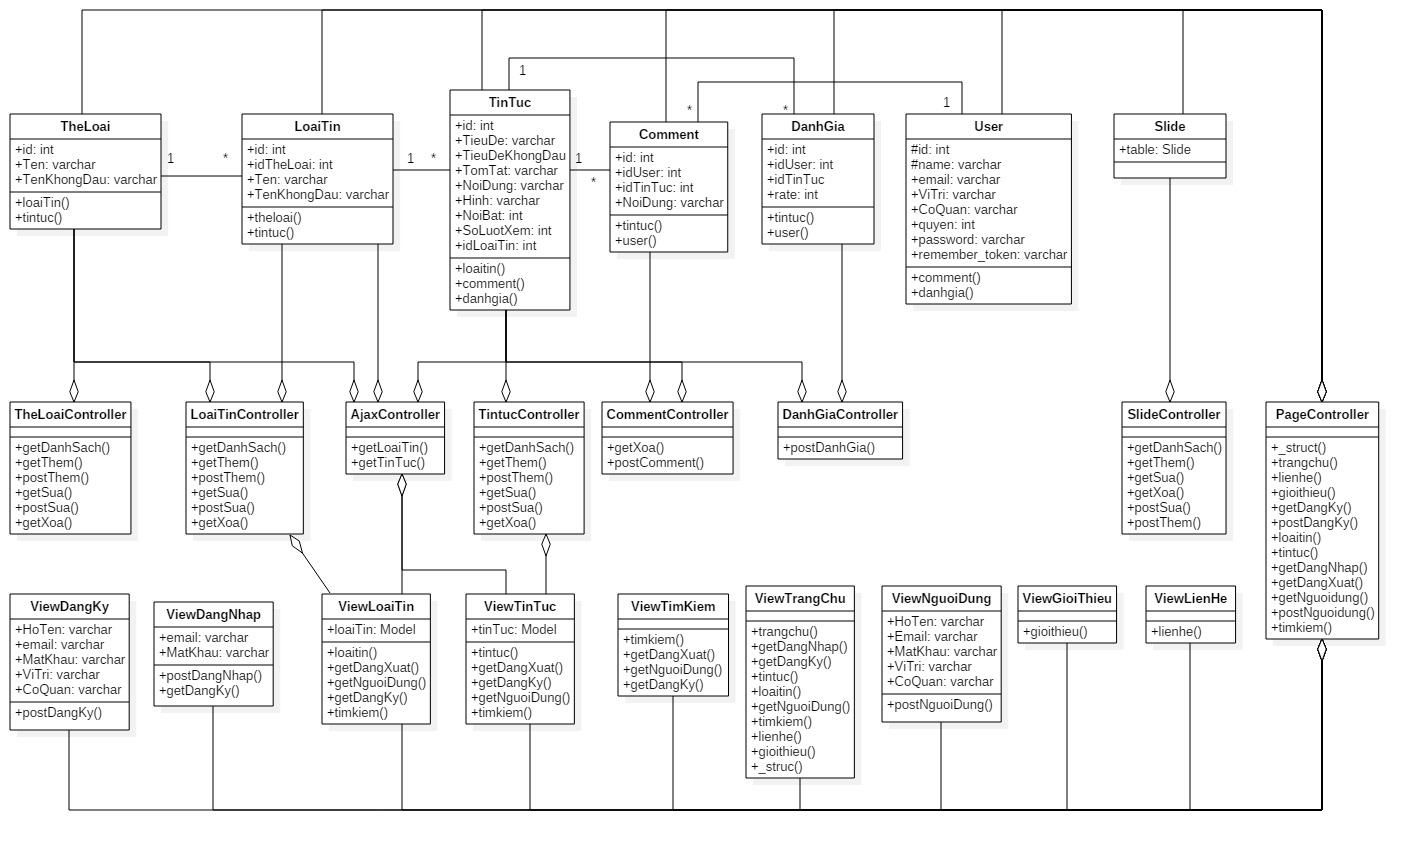 TheLoai
+id: int
+Ten: varchar
+TenKhongDau: varchar
+loaiTin()
+tintuc()
1
*
LoaiTin
+id: int
+idTheLoai: int
+Ten: varchar
+TenKhongDau: varchar
+theloai()
+tintuc()
1
*
TinTuc
+id: int
+TieuDe: varchar
+TieuDeKhongDau
+TomTat: varchar
+NoiDung: varchar
+Hinh: varchar
+NoiBat: int
+SoLuotXem: int
+idLoaiTin: int
+loaitin()
+comment()
+danhgia()
1
1
*
Comment
+id: int
+idUser: int
+idTinTuc: int
+NoiDung: varchar
+tintuc()
+user()
*
*
DanhGia
+id: int
+idUser: int
+idTinTuc
+rate: int
+tintuc()
+user()
1
User
#id: int
#name: varchar
+email: varchar
+ViTri: varchar
+CoQuan: varchar
+quyen: int
+password: varchar
+remember_token: varchar
+comment()
+danhgia()
Slide
+table: Slide
TheLoaiController
+getDanhSach()
+getThem()
+postThem()
+getSua()
+postSua()
+getXoa()
LoaiTinController
+getDanhSach()
+getThem()
+postThem()
+getSua()
+postSua()
+getXoa()
AjaxController
+getLoaiTin()
+getTinTuc()
TintucController
+getDanhSach()
+getThem()
+postThem()
+getSua()
+postSua()
+getXoa()
CommentController
+getXoa()
+postComment()
DanhGiaController
+postDanhGia()
SlideController
+getDanhSach()
+getThem()
+getSua()
+getXoa()
+postSua()
+postThem()
PageController
+_struct()
+trangchu()
+lienhe()
+gioithieu()
+getDangKy()
+postDangKy()
+loaitin()
+tintuc()
+getDangNhap()
+getDangXuat()
+getNguoidung()
+postNguoidung()
+timkiem()
ViewDangKy
+HoTen: varchar
+email: varchar
+MatKhau: varchar
+ViTri: varchar
+CoQuan: varchar
+postDangKy()
ViewDangNhap
+email: varchar
+MatKhau: varchar
+postDangNhap()
+getDangKy()
ViewLoaiTin
+loaiTin: Model
+loaitin()
+getDangXuat()
+getNguoiDung()
+getDangKy()
+timkiem()
ViewTinTuc
+tinTuc: Model
+tintuc()
+getDangXuat()
+getDangKy()
+getNguoiDung()
+timkiem()
ViewTimKiem
+timkiem()
+getDangXuat()
+getNguoiDung()
+getDangKy()
ViewTrangChu
+trangchu()
+getDangNhap()
+getDangKy()
+tintuc()
+loaitin()
+getNguoiDung()
+timkiem()
+lienhe()
+gioithieu()
+_struc()
ViewNguoiDung
+HoTen: varchar
+Email: varchar
+MatKhau: varchar
+ViTri: varchar
+CoQuan: varchar
+postNguoiDung()
ViewGioiThieu
+gioithieu()
ViewLienHe
+lienhe()